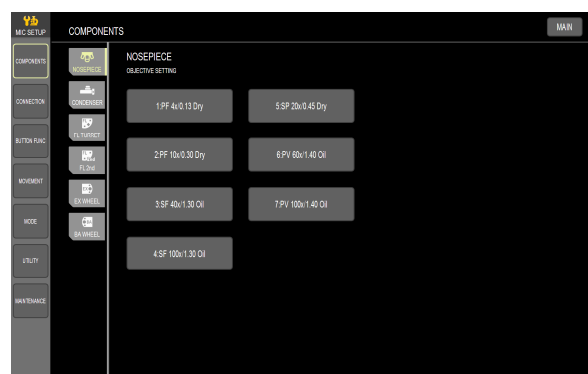 MIC SETUP
COMPONENTS
MAIN
COMPONENTS
CONNECTION
BUTTON FUNC.
MOVEMENT
MODE
UTILITY
MAINTENANCE
NOSEPIECE
CONDENSER
FL TURRET
FL 2nd
EX WHEEL
BA WHEEL
NOSEPIECE
OBJECTIVE SETTING
1:PF 4x/0.13 Dry
5:SP 20x/0.45 Dry
2:PF 10x/0.30 Dry
6:PV 60x/1.40 Oil
3:SF 40x/1.30 Oil
7:PV 100x/1.40 Oil
4:SF 100x/1.30 Oil